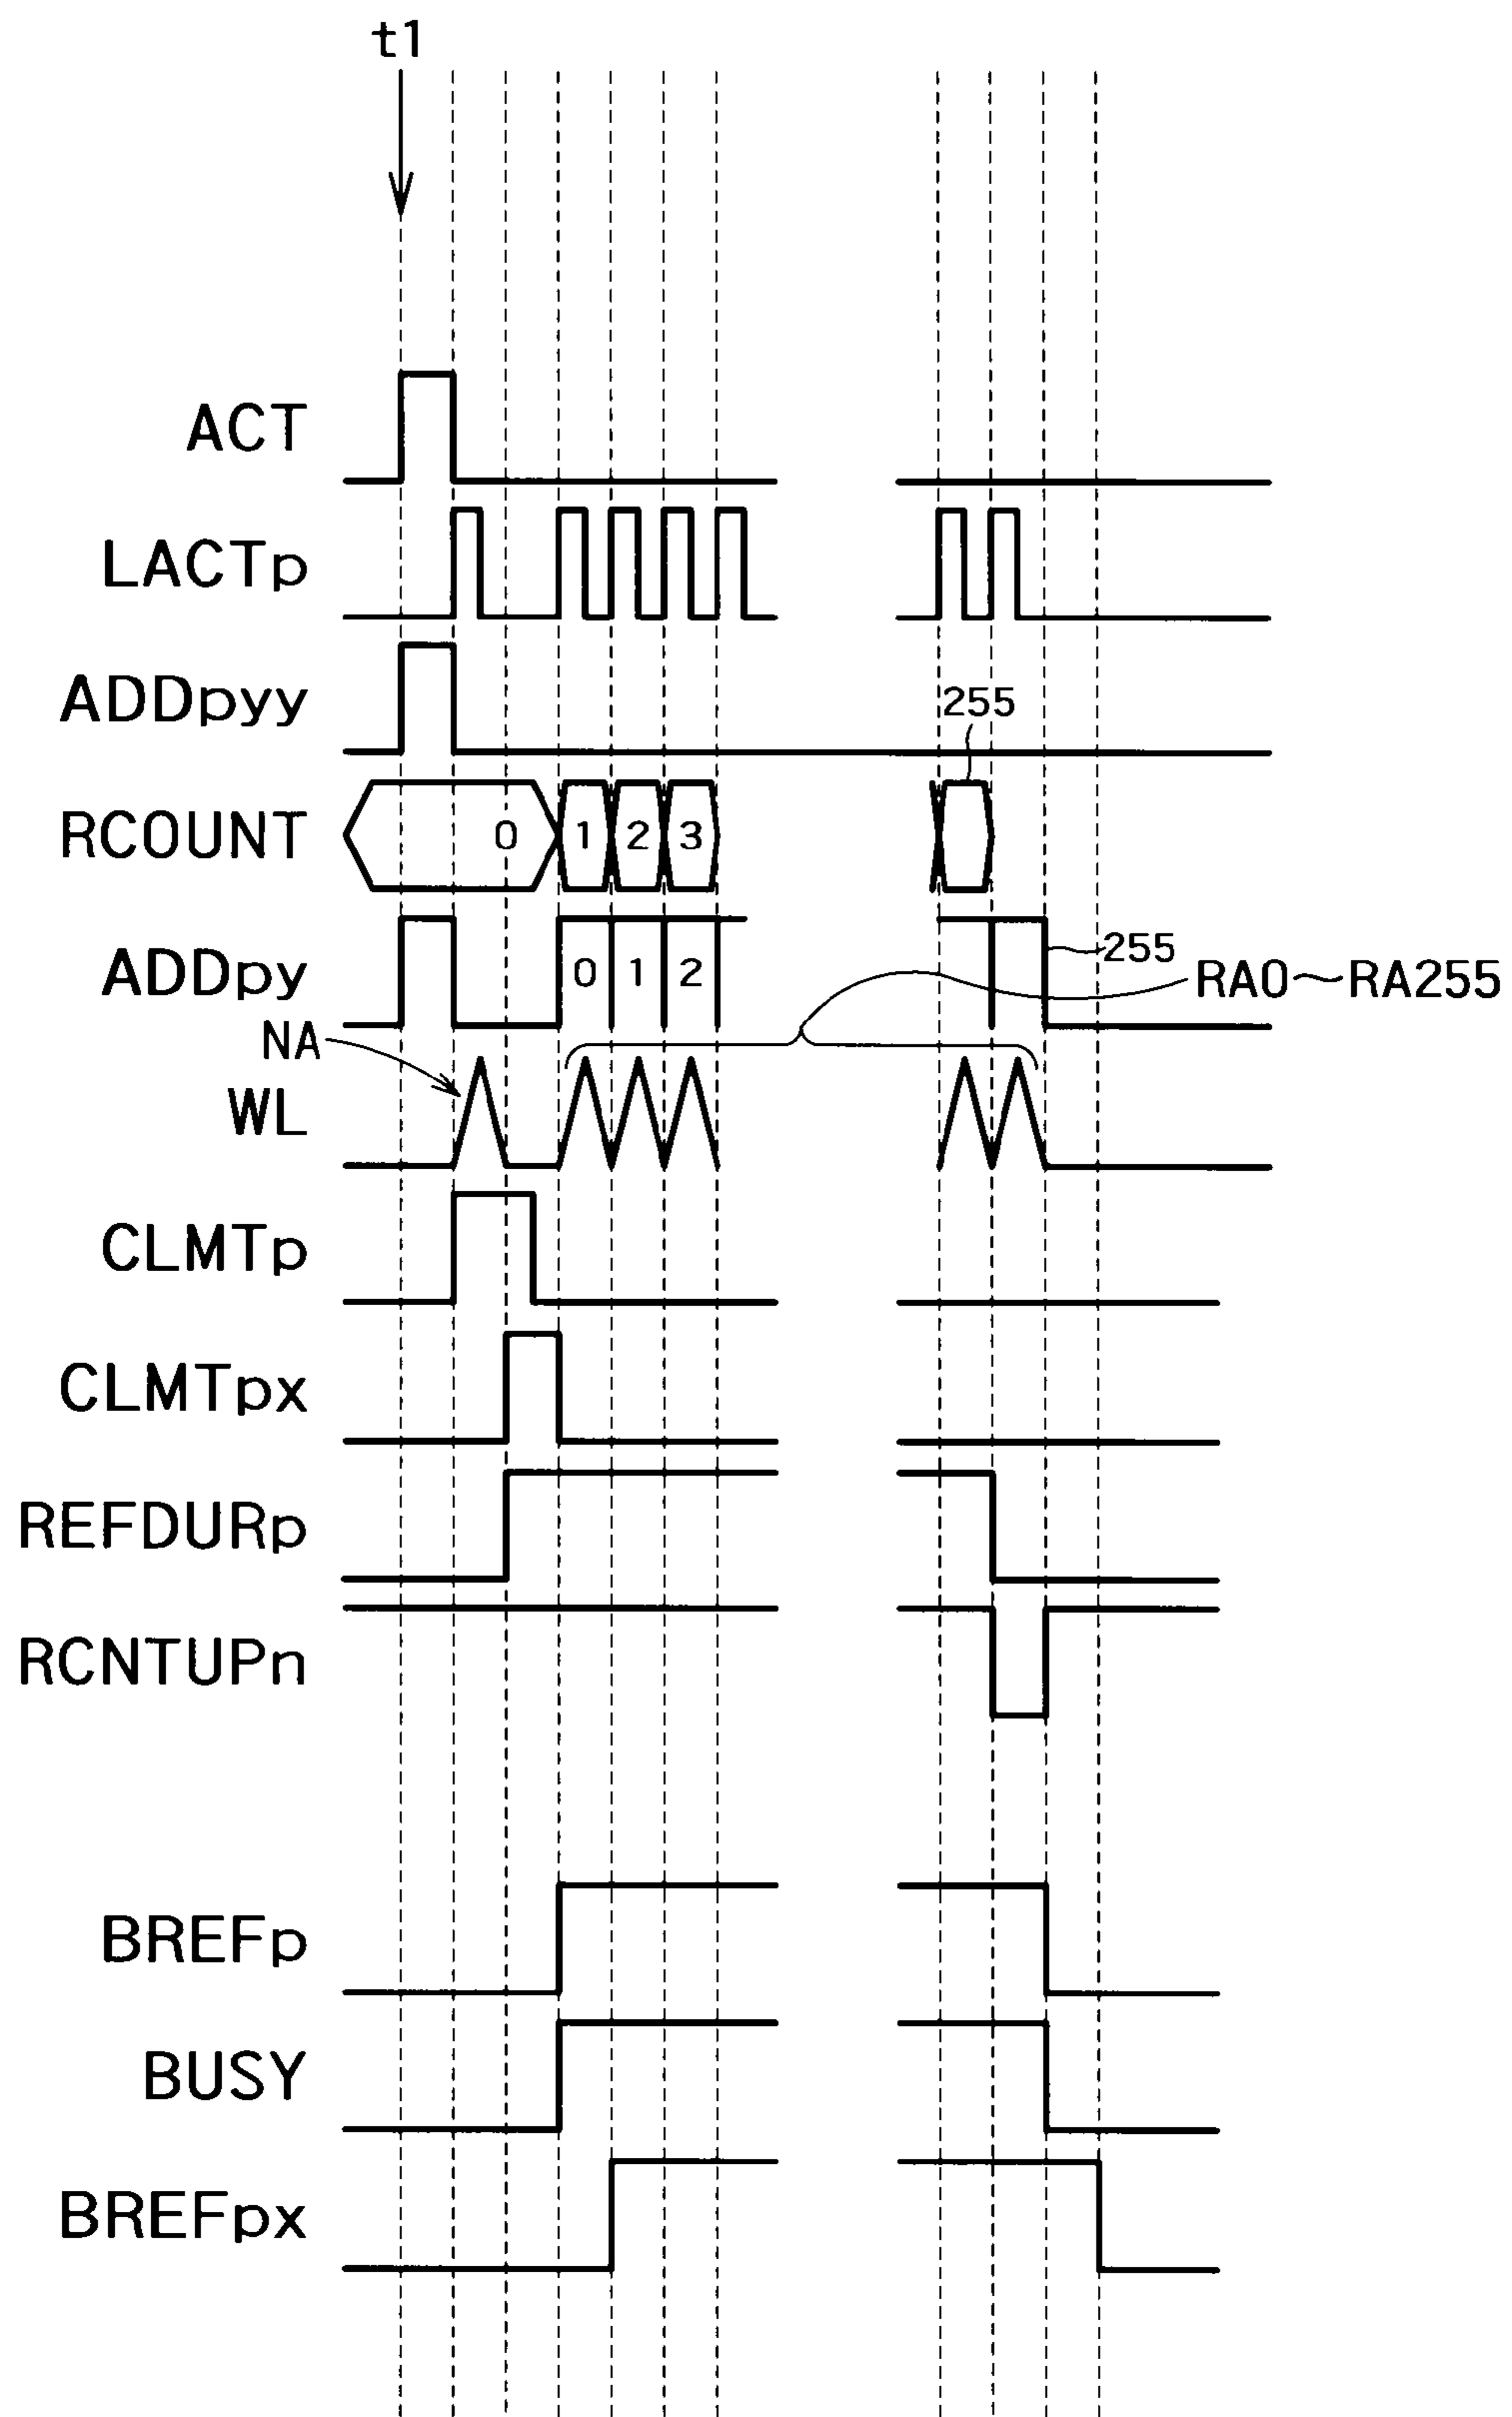 t1
ACT
LACTp
ADDpyy
255
RCOUNT 0 1 2 3
ADDpy 0 1 2 255
RA0~RA255
NA
WL
CLMTp
CLMTpx
REFDURp
RCNTUPn
BREFp
BUSY
BREFpx